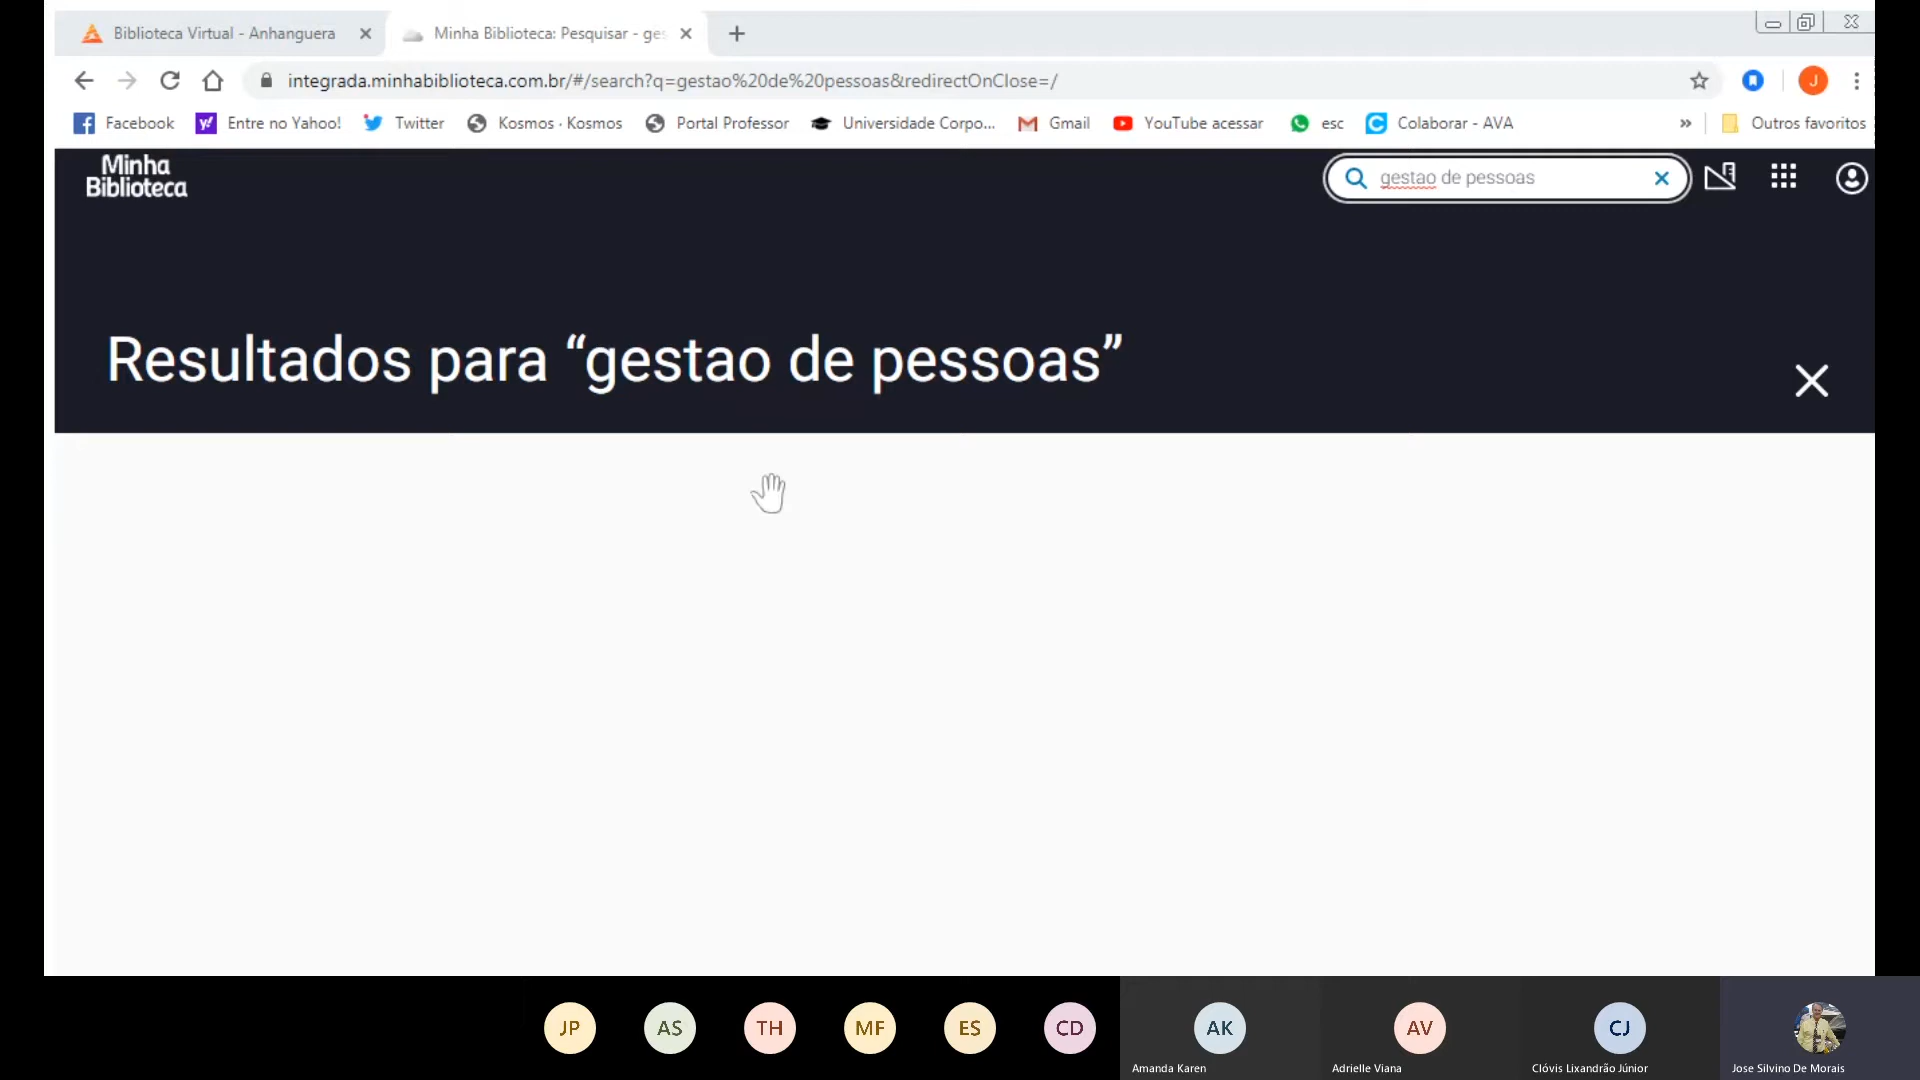 Biblioteca Virtual - Anhanguera
Minha Biblioteca: Pesquisar - ges
integrada.minhabiblioteca.com.br/#/search?q=gestao%20de%20pessoas&redirectOnClose=/
J
Facebook
Entre no Yahoo!
Twitter
Kosmos · Kosmos
Portal Professor
Universidade Corpo...
Gmail
YouTube acessar
esc
Colaborar - AVA
»
Outros favoritos
Minha
Biblioteca
gestao de pessoas
Resultados para “gestao de pessoas”
JP
AS
TH
MF
ES
CD
AK
Amanda Karen
AV
Adrielle Viana
CJ
Clóvis Lixandrão Júnior
Jose Silvino De Morais